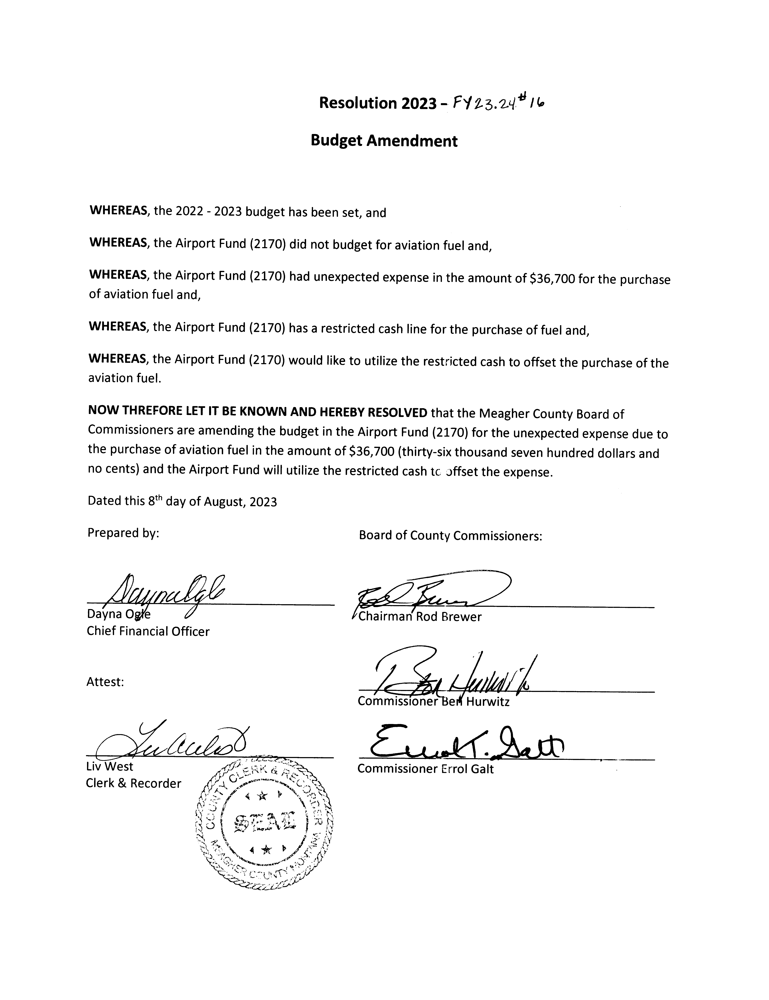 Resolution 2023 - FY23.24 #16
Budget Amendment
WHEREAS, the 2022 - 2023 budget has been set, and
WHEREAS, the Airport Fund (2170) did not budget for aviation fuel and,
WHEREAS, the Airport Fund (2170) had unexpected expense in the amount of $36,700 for the purchase
of aviation fuel and,
WHEREAS, the Airport Fund (2170) has a restricted cash line for the purchase of fuel and,
WHEREAS, the Airport Fund (2170) would like to utilize the restricted cash to offset the purchase of the
aviation fuel.
NOW THREFORE LET IT BE KNOWN AND HEREBY RESOLVED that the Meagher County Board of
Commissioners are amending the budget in the Airport Fund (2170) for the unexpected expense due to
the purchase of aviation fuel in the amount of $36,700 (thirty-six thousand seven hundred dollars and
no cents) and the Airport Fund will utilize the restricted cash to offset the expense.
Dated this 8th day of August, 2023
Prepared by:
Board of County Commissioners:
Dayna Ogle
Rod Brewer
Dayna Ogle
Chairman Rod Brewer
Chief Financial Officer
Ben Hurwitz
Attest:
Commissioner Ben Hurwitz
Liv West
Errol T. Galt
Liv West
Commissioner Errol Galt
Clerk & Recorder
COUNTY CLERK & RECORDER
SEAL
MEAGHER COUNTY MONTANA